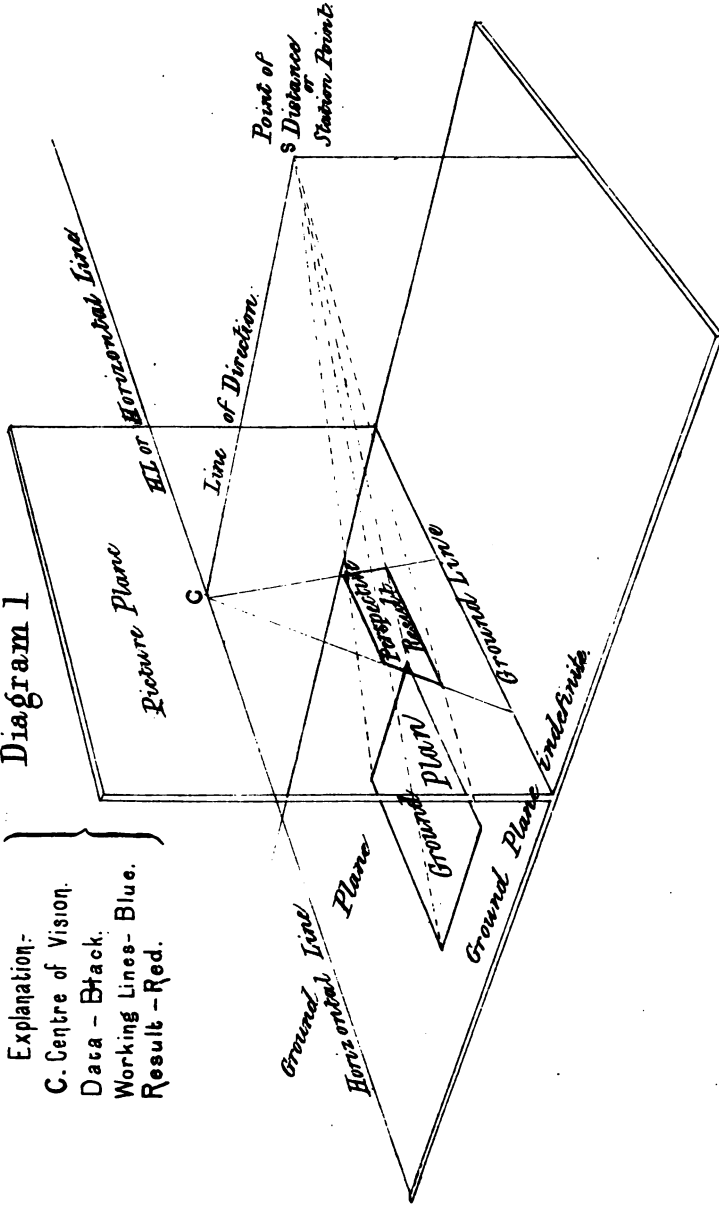 Diagram 1
Explanation:-
C. Centre of Vision.
Data - Black.
Working Lines - Blue.
Result - Red.
Picture Plane
HL or Horizontal Line
C
Line of Direction.
Point of
S Distance
or
Station Point.
Perspective
Result
Ground Line
Ground Plan
Plane
Ground Line
Horizontal
Ground Plane indefinite.